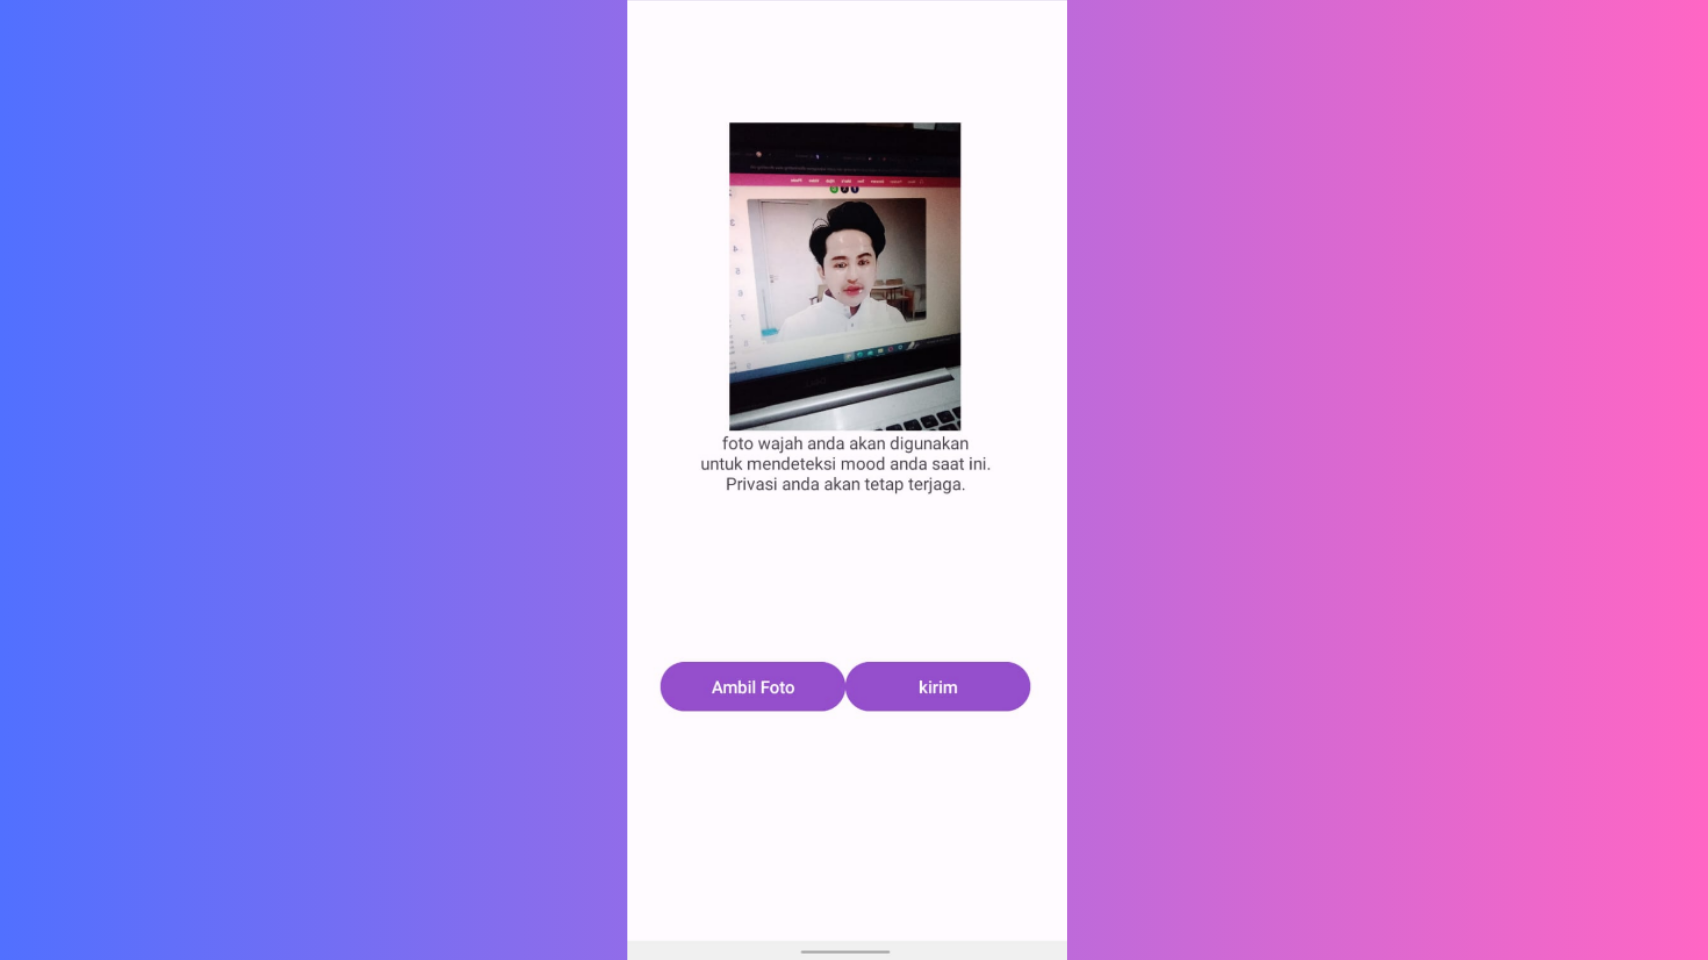 foto wajah anda akan digunakan
untuk mendeteksi mood anda saat ini.
Privasi anda akan tetap terjaga.
Ambil Foto
kirim